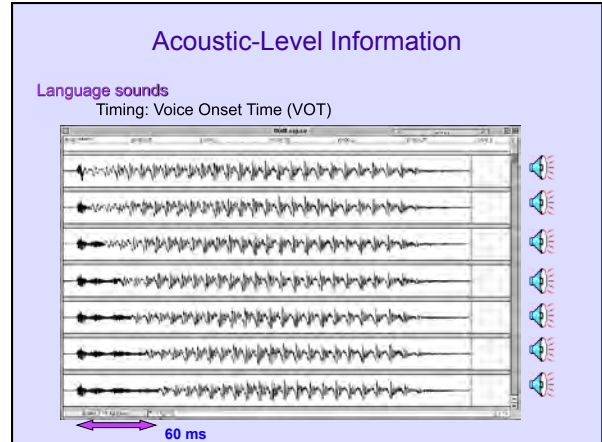 Acoustic-Level Information
Language sounds
Timing: Voice Onset Time (VOT)
60 ms